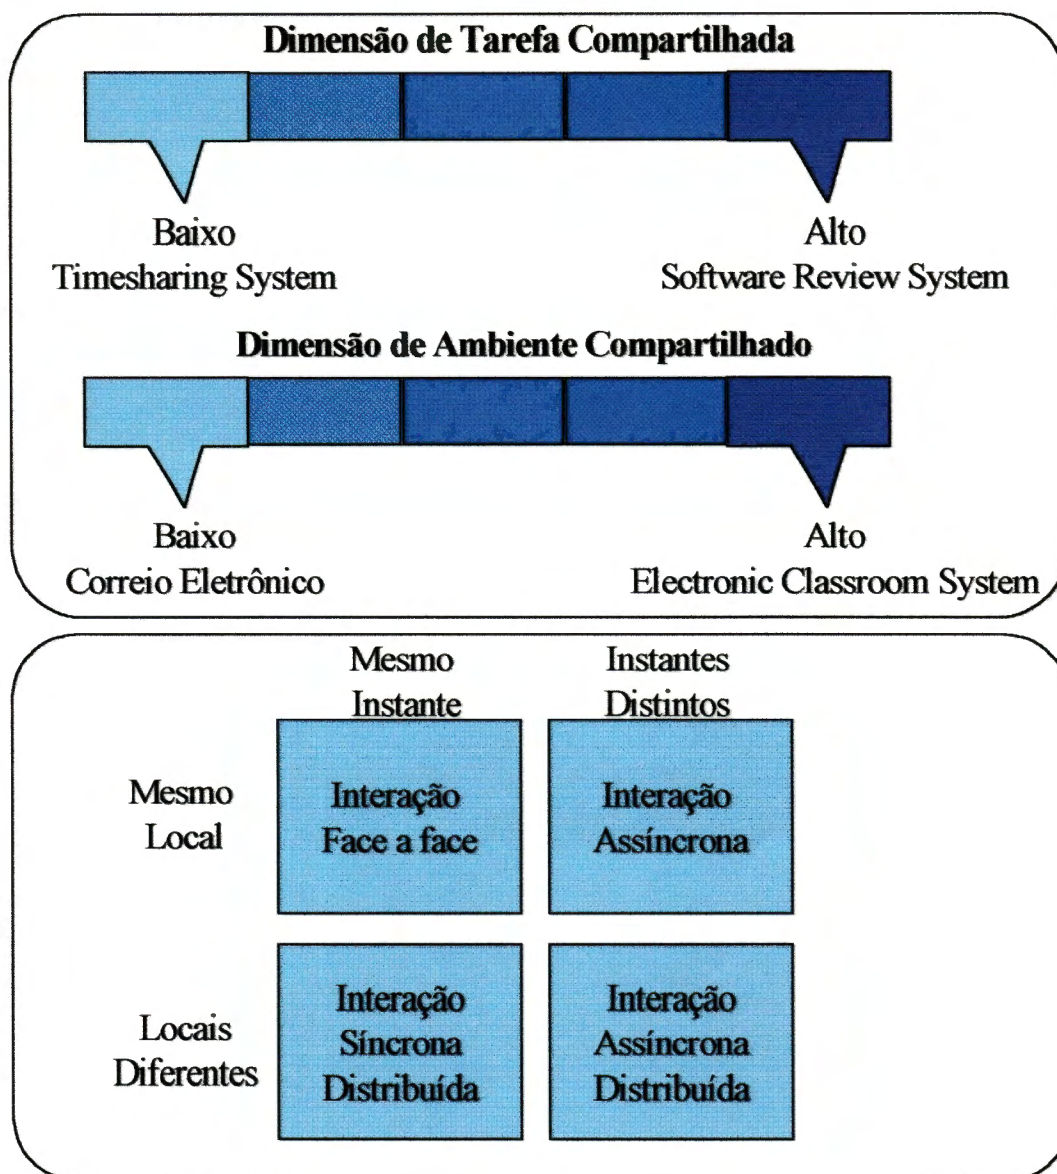 Dimensão de Tarefa Compartilhada
Baixo
Timesharing System
Alto
Software Review System
Dimensão de Ambiente Compartilhado
Baixo
Correio Eletrônico
Alto
Electronic Classroom System
Mesmo
Instante
Instantes
Distintos
Mesmo
Local
Interação
Face a face
Interação
Assíncrona
Locais
Diferentes
Interação
Síncrona
Distribuída
Interação
Assíncrona
Distribuída